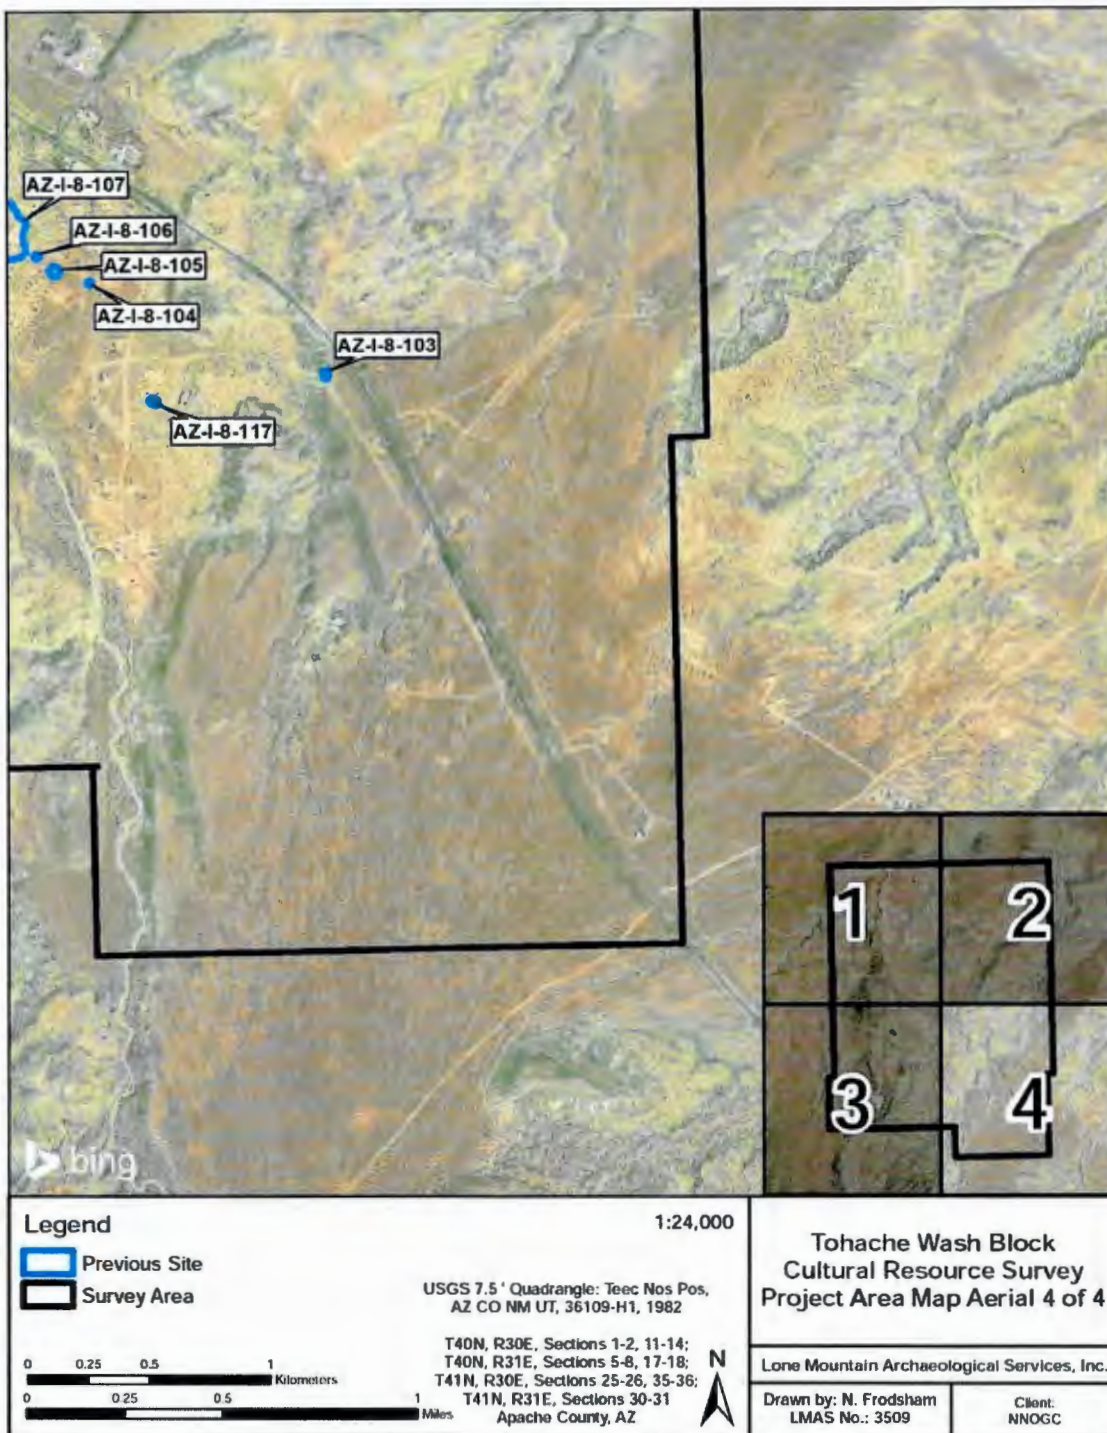 AZ-I-8-107
AZ-I-8-106
AZ-I-8-105
AZ-I-8-104
AZ-I-8-103
AZ-I-8-117
1
2
3
4
bing
Legend
1:24,000
Previous Site
Survey Area
USGS 7.5 ' Quadrangle: Teec Nos Pos,
AZ CO NM UT, 36109-H1, 1982
T40N, R30E, Sections 1-2, 11-14;
T40N, R31E, Sections 5-8, 17-18;
T41N, R30E, Sections 25-26, 35-36;
T41N, R31E, Sections 30-31
Apache County, AZ
N
0 0.25 0.5 1
Kilometers
0 0.25 0.5 1
Miles
Tohache Wash Block
Cultural Resource Survey
Project Area Map Aerial 4 of 4
Lone Mountain Archaeological Services, Inc.
Drawn by: N. Frodsham
LMAS No.: 3509
Client:
NNOGC